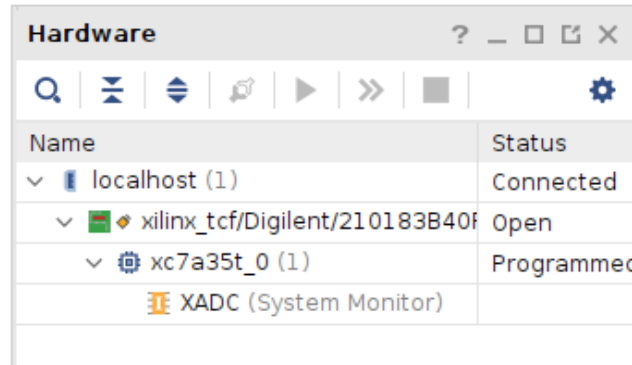 Hardware
Name Status
localhost (1) Connected
xilinx_tcf/Digilent/210183B40F Open
xc7a35t_0 (1) Programmed
XADC (System Monitor)